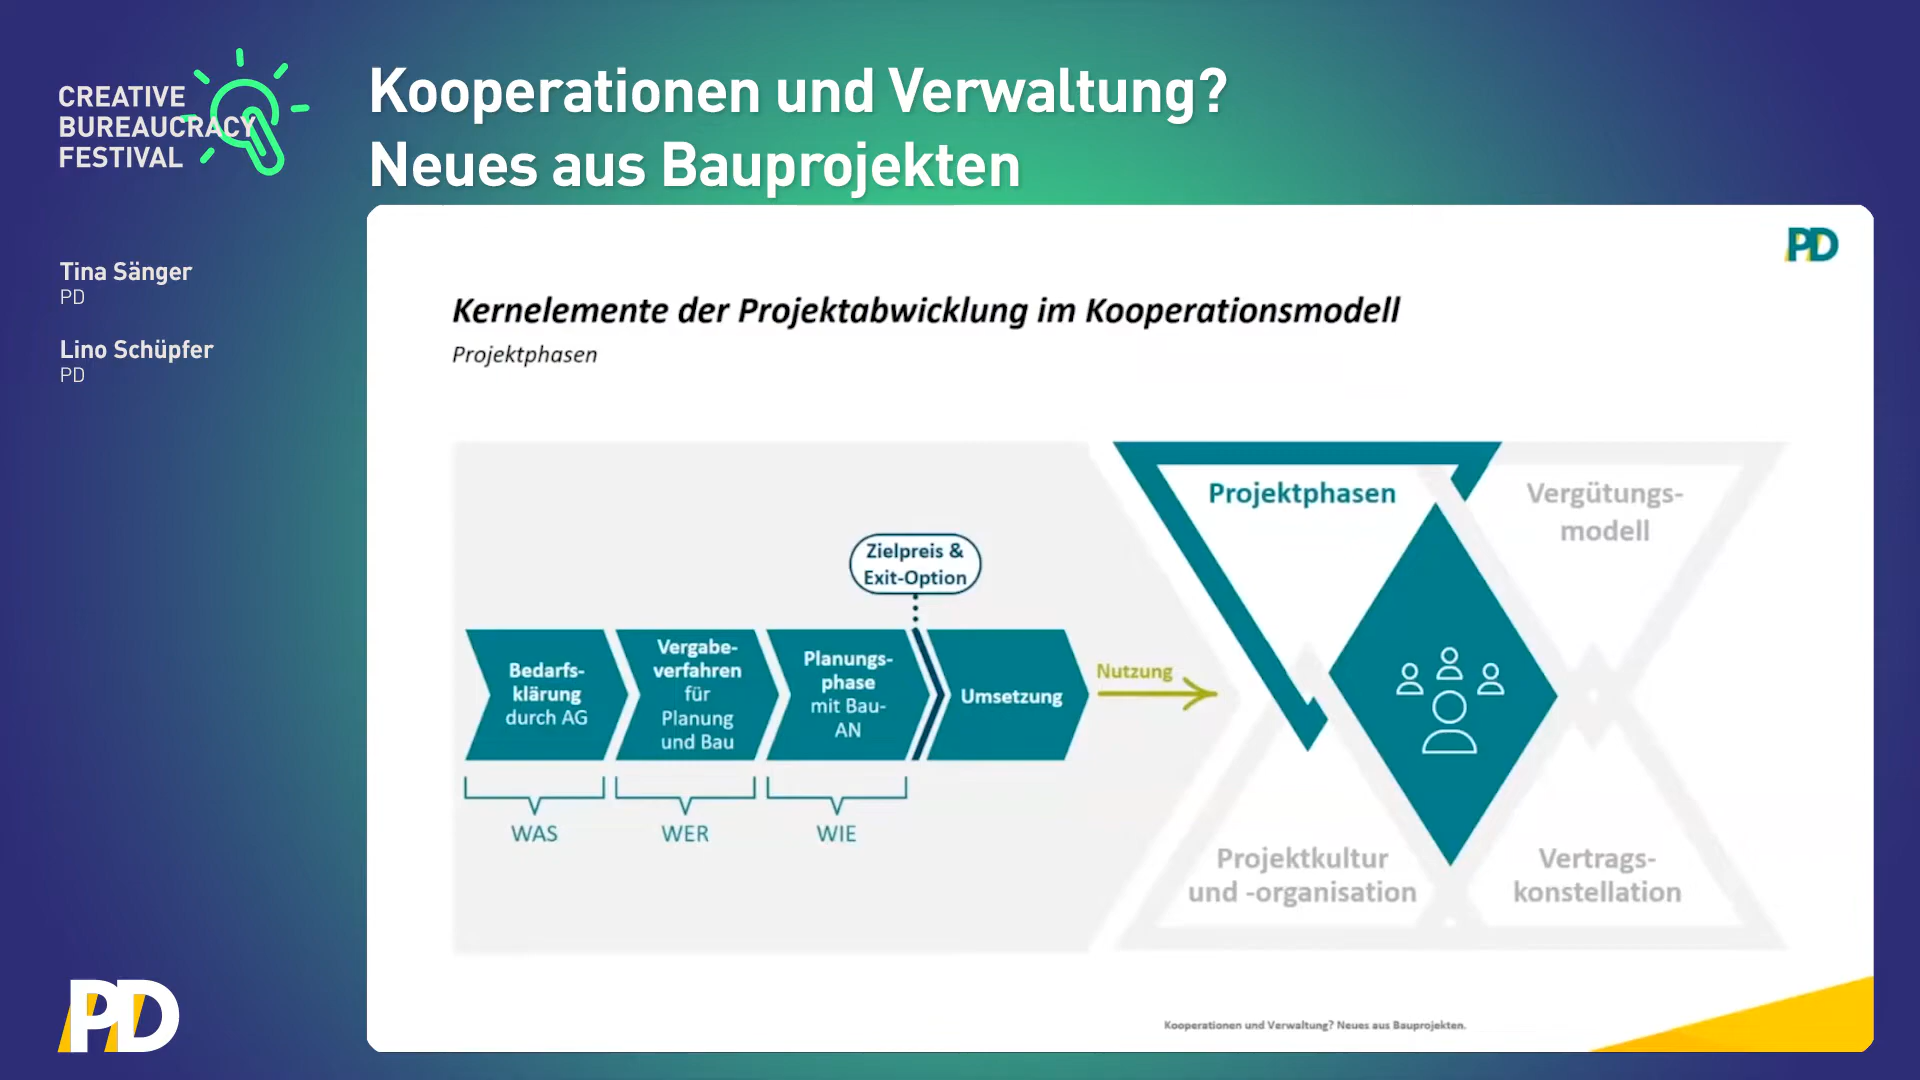 CREATIVE
BUREAUCRACY
FESTIVAL
Kooperationen und Verwaltung?
Neues aus Bauprojekten
Tina Sänger
PD
Lino Schüpfer
PD
PD
PD
Kernelemente der Projektabwicklung im Kooperationsmodell
Projektphasen
Zielpreis &
Exit-Option
Bedarfs-
klärung
durch AG
Vergabe-
verfahren
für
Planung
und Bau
Planungs-
phase
mit Bau-
AN
Umsetzung
Nutzung
WAS
WER
WIE
Projektphasen
Vergütungs-
modell
Projektkultur
und -organisation
Vertrags-
konstellation
Kooperationen und Verwaltung? Neues aus Bauprojekten.